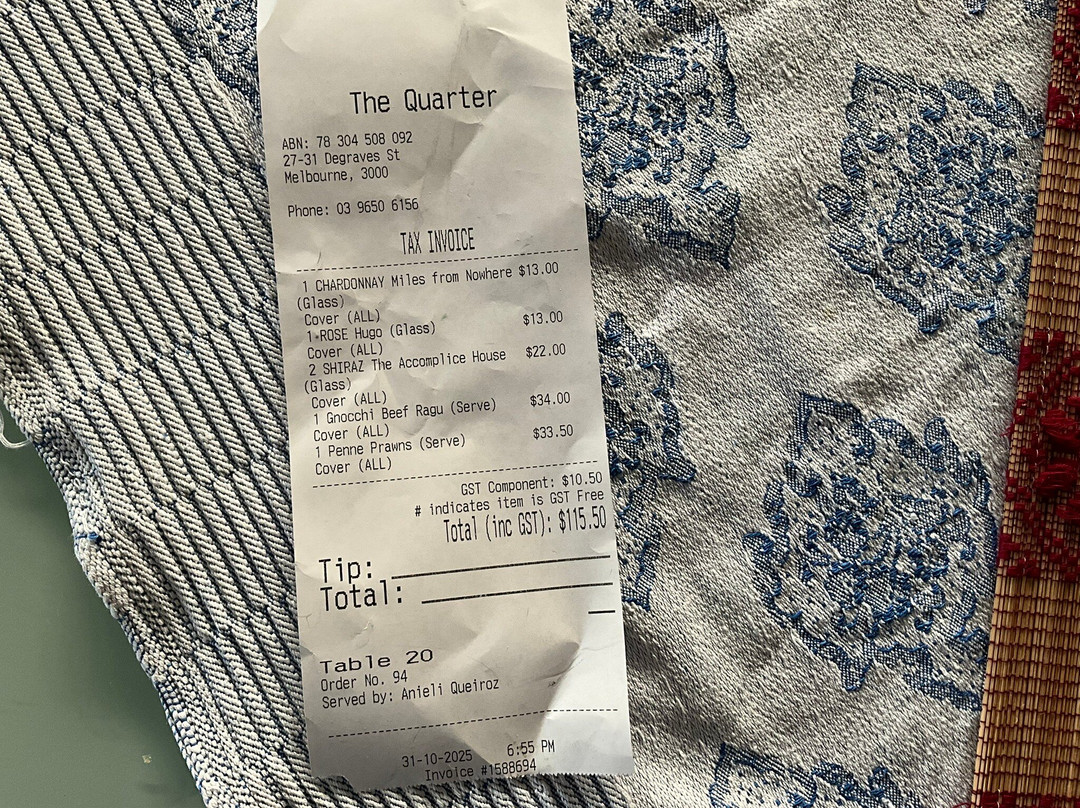 The Quarter
ABN: 78 304 508 092
27-31 Degraves St
Melbourne, 3000
Phone: 03 9650 6156
TAX INVOICE
1 CHARDONNAY Miles from Nowhere $13.00
(Glass)
Cover (ALL)
1 ROSE Hugo (Glass) $13.00
Cover (ALL)
2 SHIRAZ The Accomplice House $22.00
(Glass)
Cover (ALL)
1 Gnocchi Beef Ragu (Serve) $34.00
Cover (ALL)
1 Penne Prawns (Serve) $33.50
Cover (ALL)
GST Component: $10.50
# indicates item is GST Free
Total (inc GST): $115.50
Tip:
Total:
Table 20
Order No. 94
Served by: Anieli Queiroz
31-10-2025 6:55 PM
Invoice #1588694